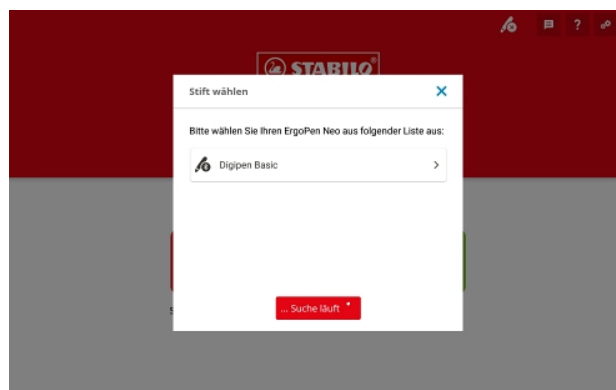 STABILO®
Stift wählen
Bitte wählen Sie Ihren ErgoPen Neo aus folgender Liste aus:
Digipen Basic
... Suche läuft